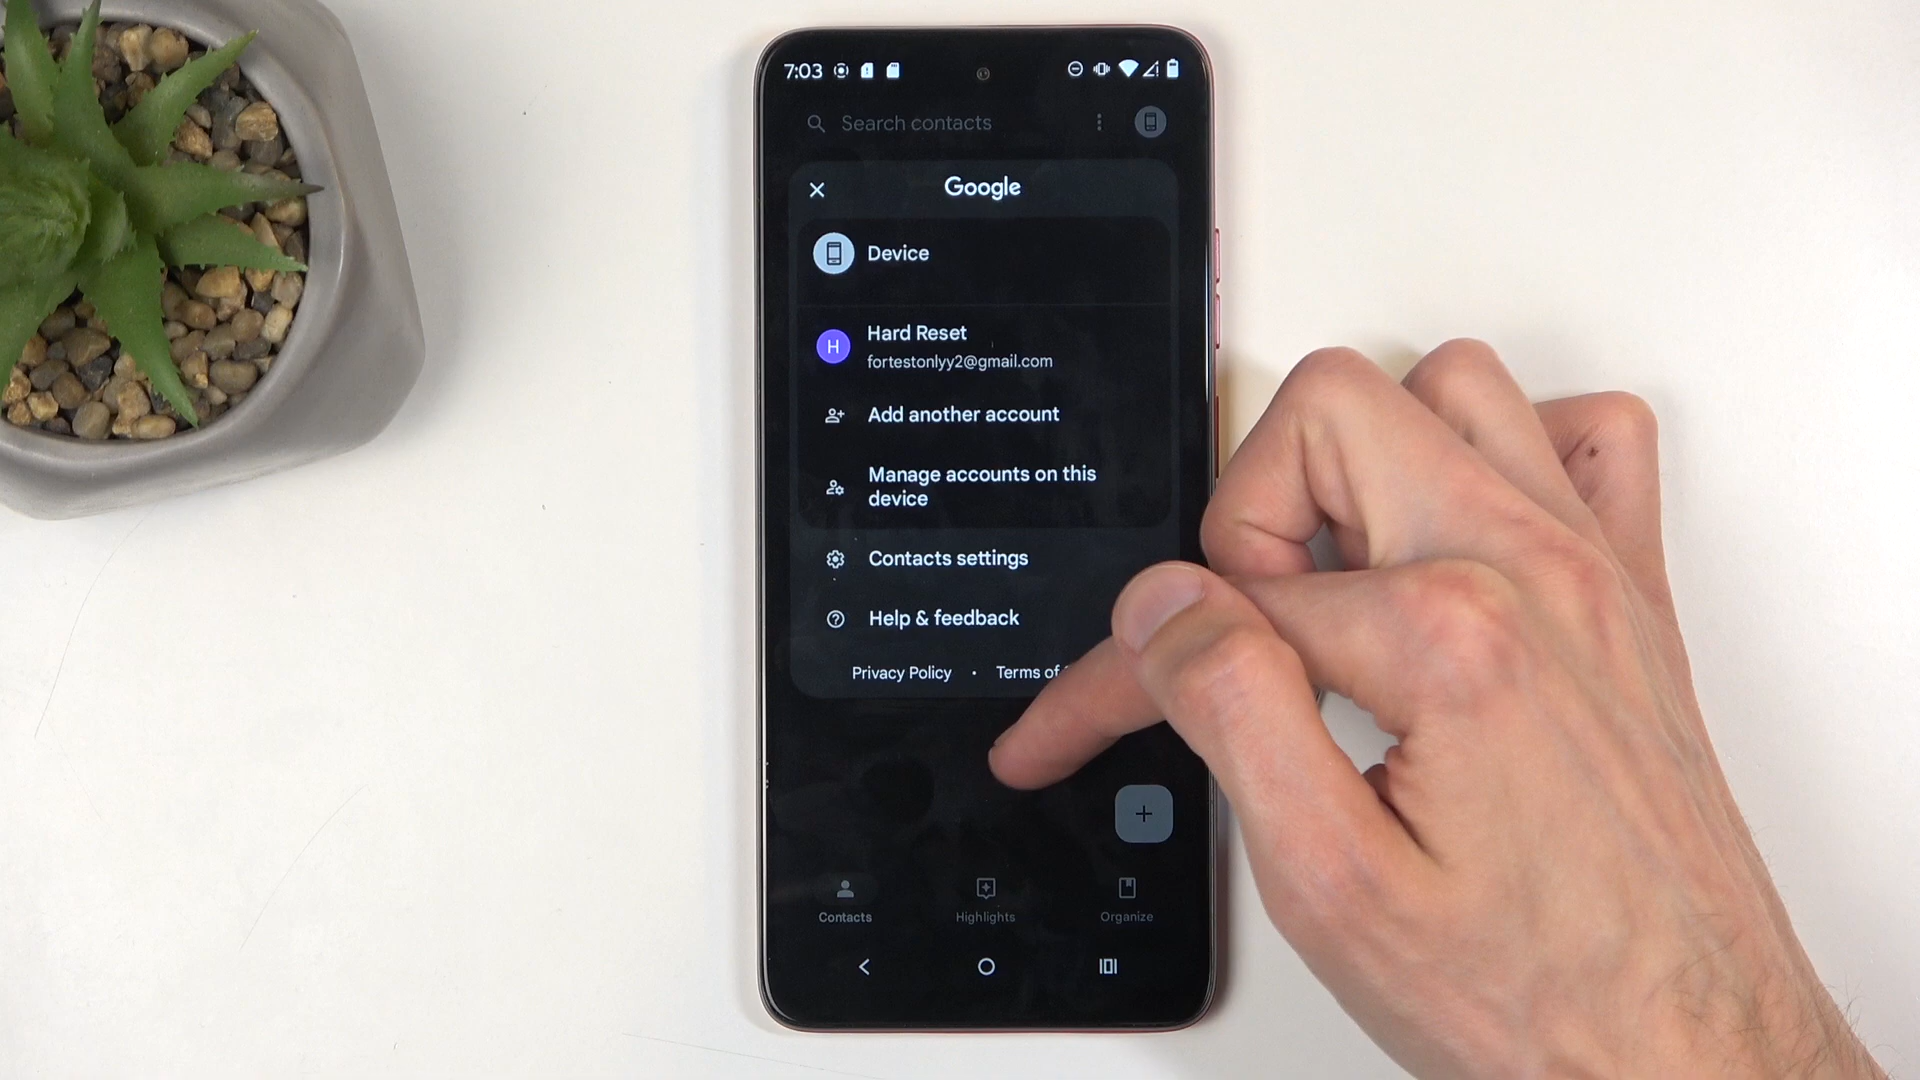 7:03
Search contacts
Google
Device
H
Hard Reset
fortestonlyy2@gmail.com
Add another account
Manage accounts on this
device
Contacts settings
Help & feedback
Privacy Policy • Terms of
Contacts
Highlights
Organize